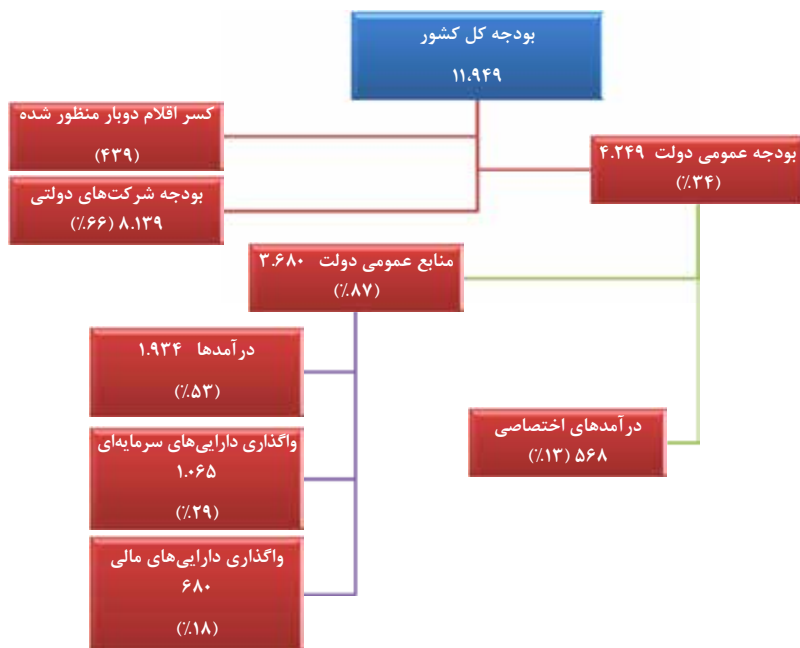 بودجه کل کشور
۱۱،۹۴۹
کسر اقلام دوبار منظور شده
(۴۳۹)
بودجه عمومی دولت ۴.۲۴۹
(٪۳۴)
بودجه شرکت‌های دولتی
۸.۱۳۹ (٪۶۶)
منابع عمومی دولت ۳.۶۸۰
(٪۸۷)
درآمدها ۱.۹۳۴
(٪۵۳)
درآمدهای اختصاصی
۵۶۸ (٪۱۳)
واگذاری دارایی‌های سرمایه‌ای
۱.۰۶۵
(٪۲۹)
واگذاری دارایی‌های مالی
۶۸۰
(٪۱۸)